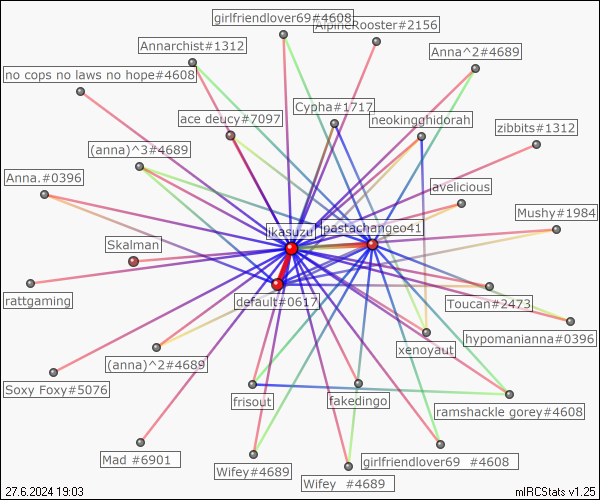 girlfriendlover69#4608
AlpineRooster#2156
Annarchist#1312
Anna^2#4689
no cops no laws no hope#4608
Cypha#1717
ace deucy#7097
neokingghidorah
zibbits#1312
(anna)^3#4689
Anna.#0396
avelicious
Mushy#1984
jkasuzu
pastachangeo41
Skalman
rattgaming
default#0617
Toucan#2473
hypomanianna#0396
xenoyaut
(anna)^2#4689
Soxy Foxy#5076
frisout
fakedingo
ramshackle gorey#4608
Mad #6901
Wifey#4689
girlfriendlover69 #4608
Wifey #4689
27.6.2024 19:03
mIRCStats v1.25